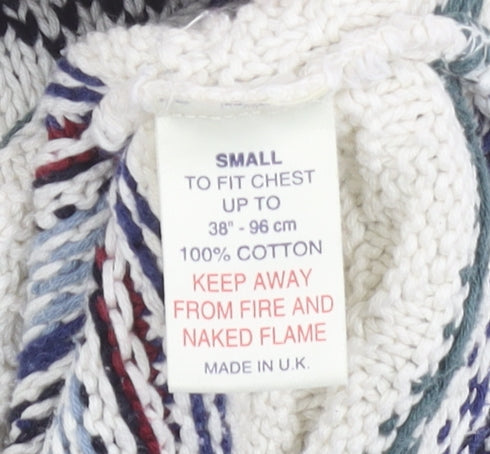 SMALL
TO FIT CHEST
UP TO
38" - 96 cm
100% COTTON
KEEP AWAY
FROM FIRE AND
NAKED FLAME
MADE IN U.K.